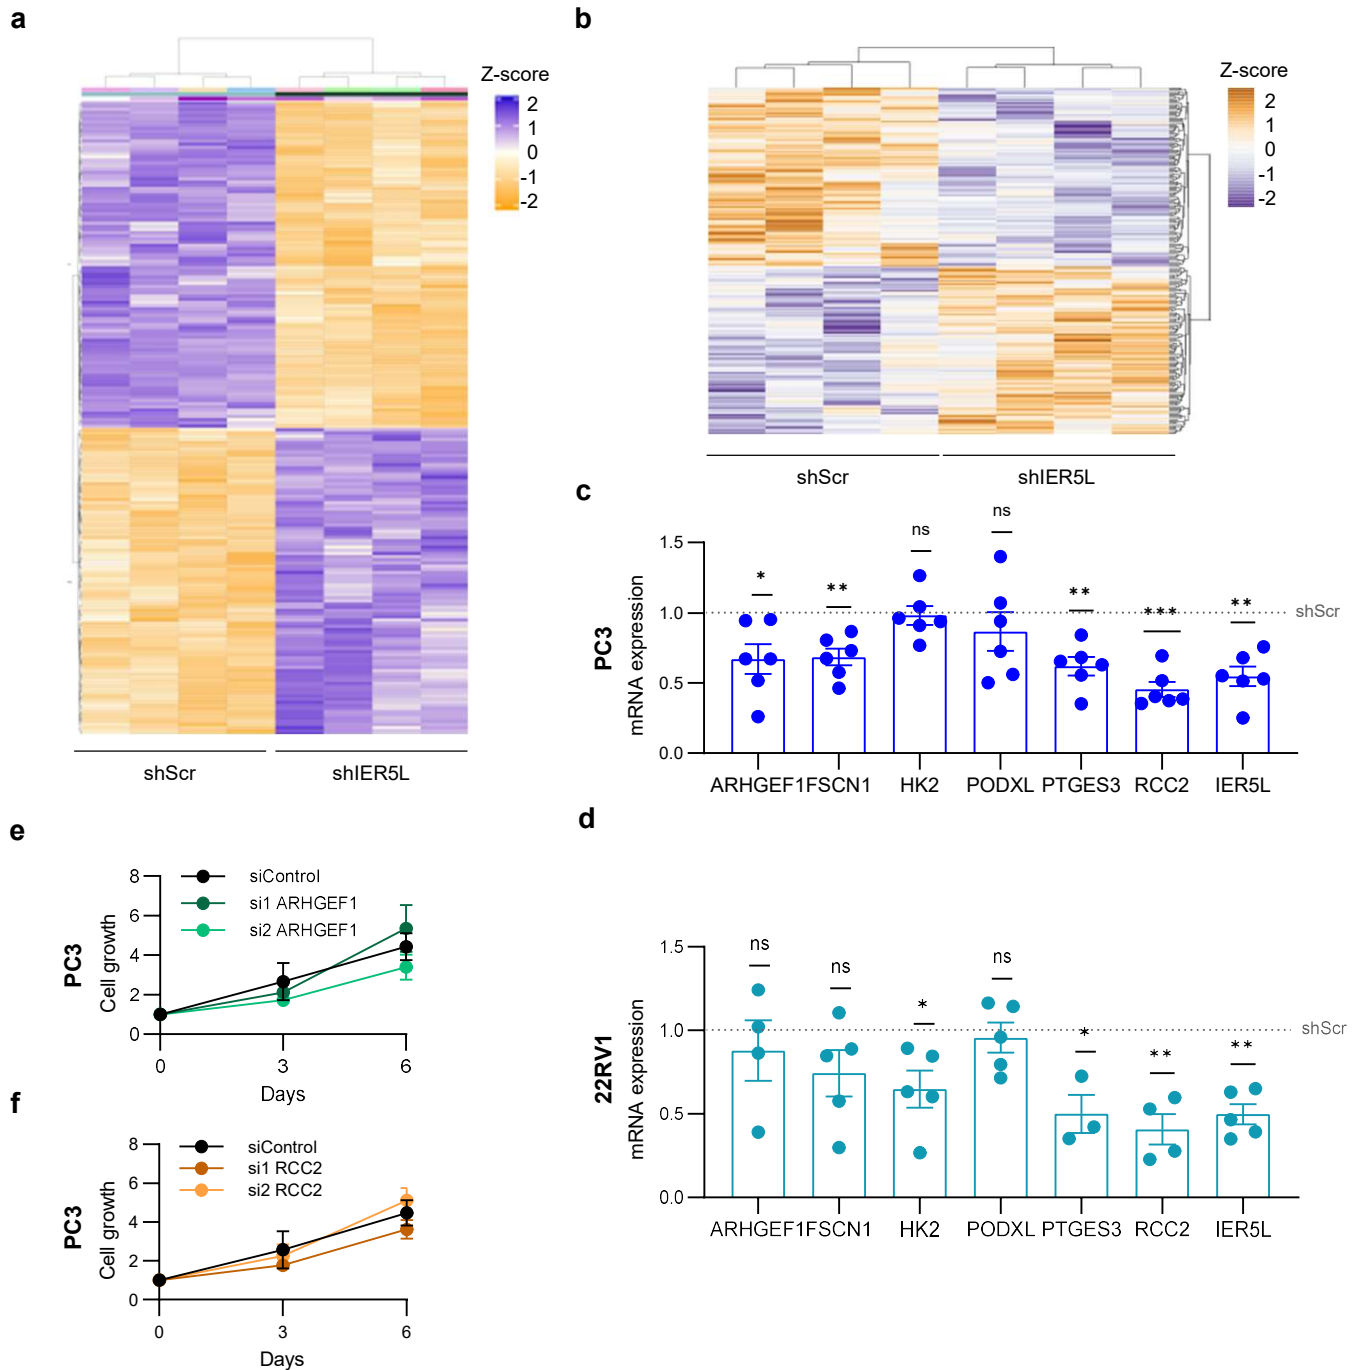 a
Z-score
2
1
0
-1
-2
shScr
shIER5L
b
Z-score
2
1
0
-1
-2
shScr
shIER5L
c
PC3
mRNA expression
1.5
1.0
0.5
0.0
*
**
ns
ns
**
***
**
shScr
ARHGEF1
FSCN1
HK2
PODXL
PTGES3
RCC2
IER5L
e
PC3
Cell growth
8
6
4
2
0
siControl
si1 ARHGEF1
si2 ARHGEF1
0
3
6
Days
d
22RV1
mRNA expression
1.5
1.0
0.5
0.0
ns
ns
*
ns
*
**
**
shScr
ARHGEF1
FSCN1
HK2
PODXL
PTGES3
RCC2
IER5L
f
PC3
Cell growth
8
6
4
2
0
siControl
si1 RCC2
si2 RCC2
0
3
6
Days